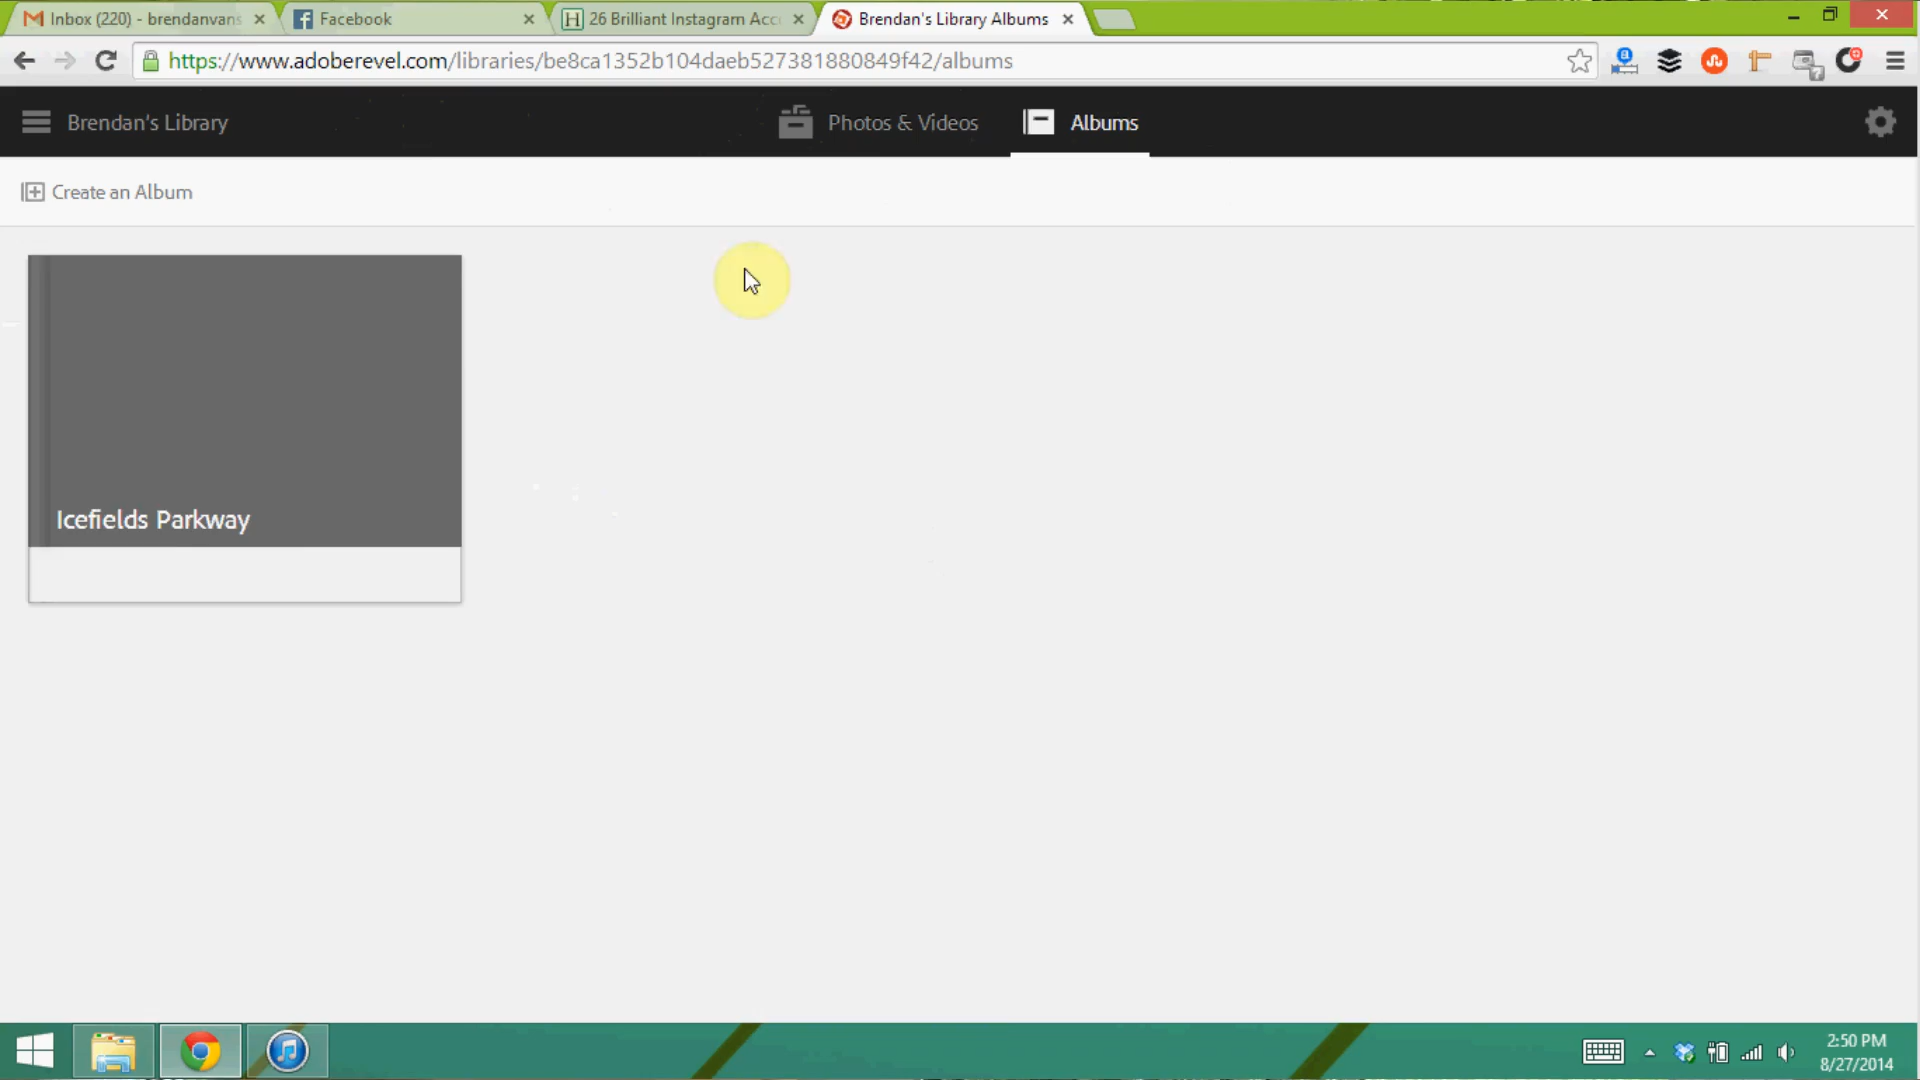 Inbox (220) - brendanvans
Facebook
26 Brilliant Instagram Acc
Brendan's Library Albums
https://www.adoberevel.com/libraries/be8ca1352b104daeb527381880849f42/albums
Brendan's Library
Photos & Videos
Albums
Create an Album
Icefields Parkway
2:50 PM
8/27/2014